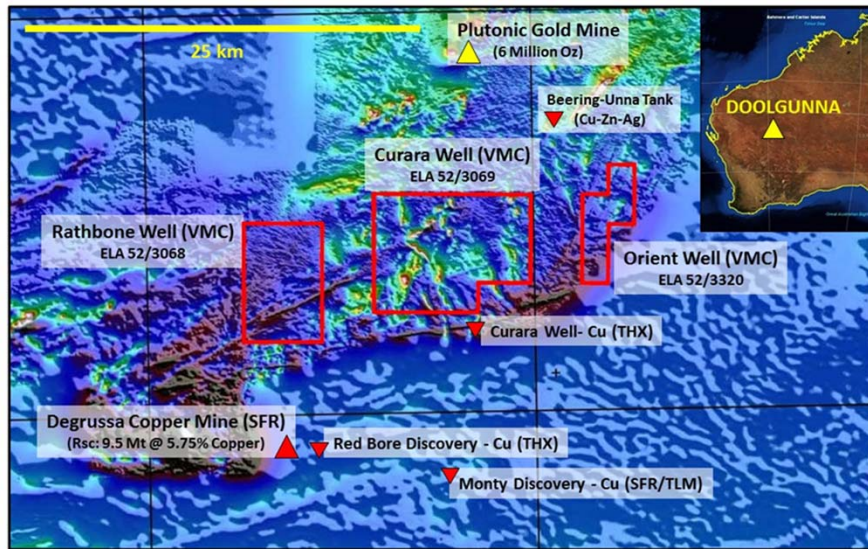 25 km
Plutonic Gold Mine
(6 Million Oz)
DOOLGUNNA
Beering-Unna Tank
(Cu-Zn-Ag)
Curara Well (VMC)
ELA 52/3069
Rathbone Well (VMC)
ELA 52/3068
Orient Well (VMC)
ELA 52/3320
Curara Well- Cu (THX)
Degrussa Copper Mine (SFR)
(Rsc: 9.5 Mt @ 5.75% Copper)
Red Bore Discovery - Cu (THX)
Monty Discovery - Cu (SFR/TLM)